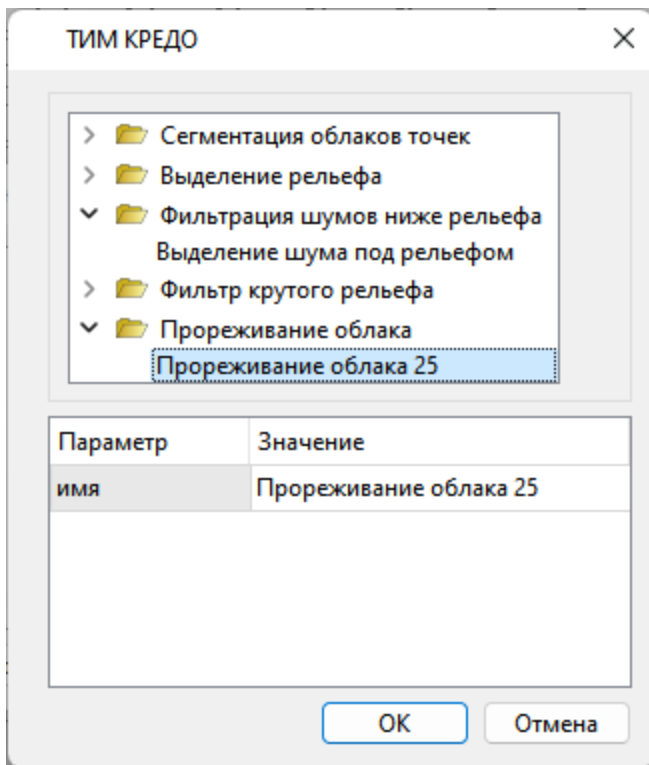 ТИМ КРЕДО
Сегментация облаков точек
Выделение рельефа
Фильтрация шумов ниже рельефа
Выделение шума под рельефом
Фильтр крутого рельефа
Прореживание облака
Прореживание облака 25
Параметр Значение
имя Прореживание облака 25
ОК Отмена